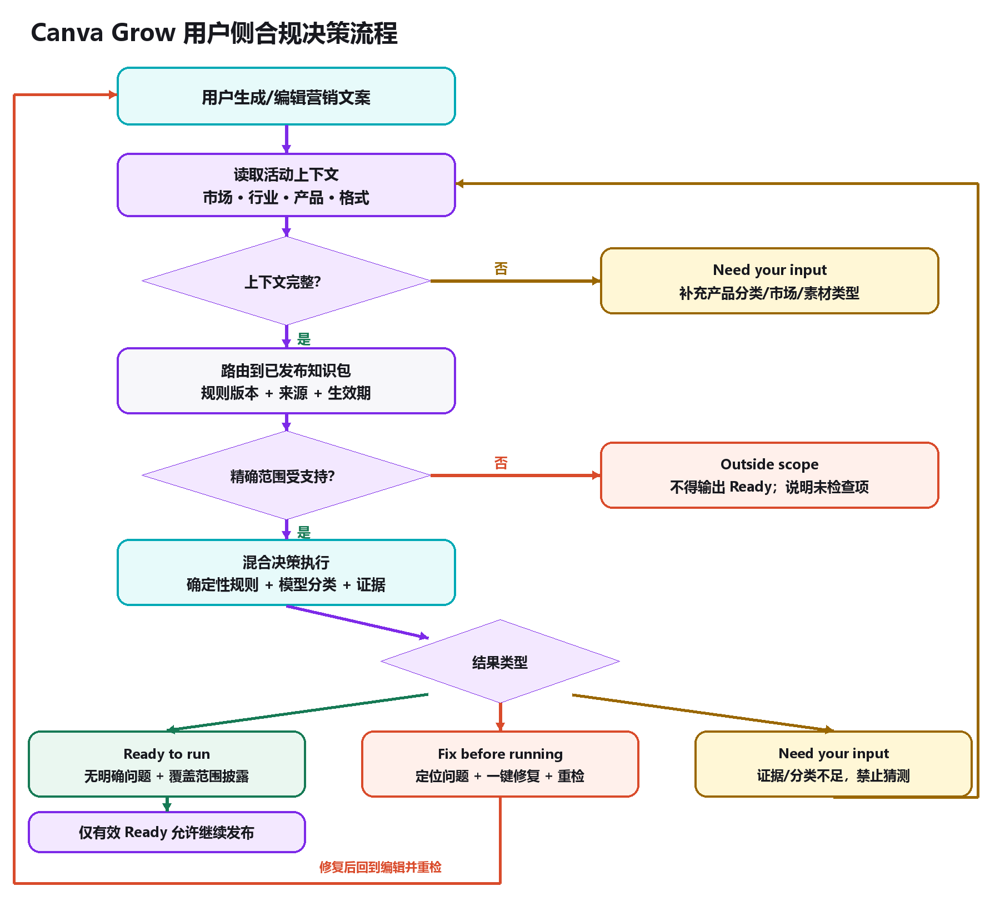 Canva Grow 用户侧合规决策流程
用户生成/编辑营销文案
读取活动上下文
市场 • 行业 • 产品 • 格式
上下文完整?
否
Need your input
补充产品分类/市场/素材类型
是
路由到已发布知识包
规则版本 + 来源 + 生效期
精确范围受支持?
否
Outside scope
不得输出 Ready；说明未检查项
是
混合决策执行
确定性规则 + 模型分类 + 证据
结果类型
Ready to run
无明确问题 + 覆盖范围披露
Fix before running
定位问题 + 一键修复 + 重检
Need your input
证据/分类不足，禁止猜测
仅有效 Ready 允许继续发布
修复后回到编辑并重检